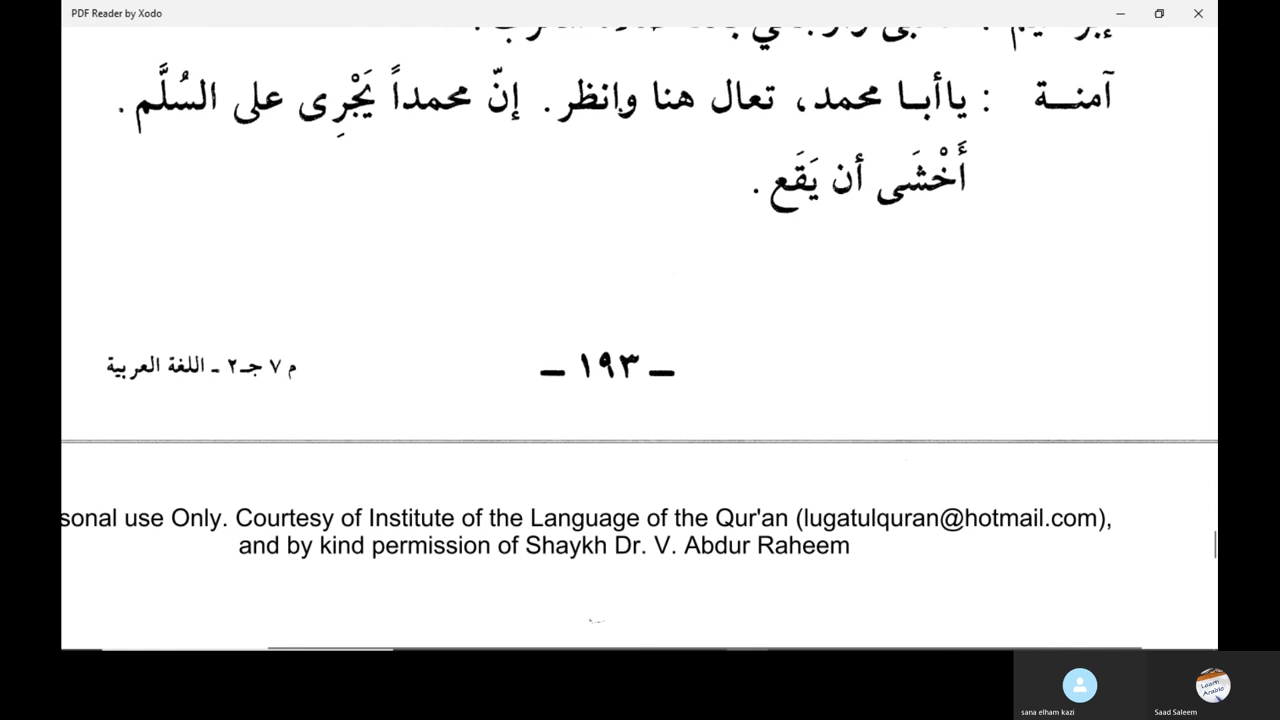 PDF Reader by Xodo
آمنـــة : ياأبـا محمد، تعال هنا وانظر. إنّ محمداً يَجْرِى على السُلَّم.
أَخْشَى أن يَقَع.
م ٧ جـ٢ ـ اللغة العربية
ـ ١٩٣ ـ
sonal use Only. Courtesy of Institute of the Language of the Qur'an (lugatulquran@hotmail.com),
and by kind permission of Shaykh Dr. V. Abdur Raheem
Learn Arabic
sana elham kazi
Saad Saleem